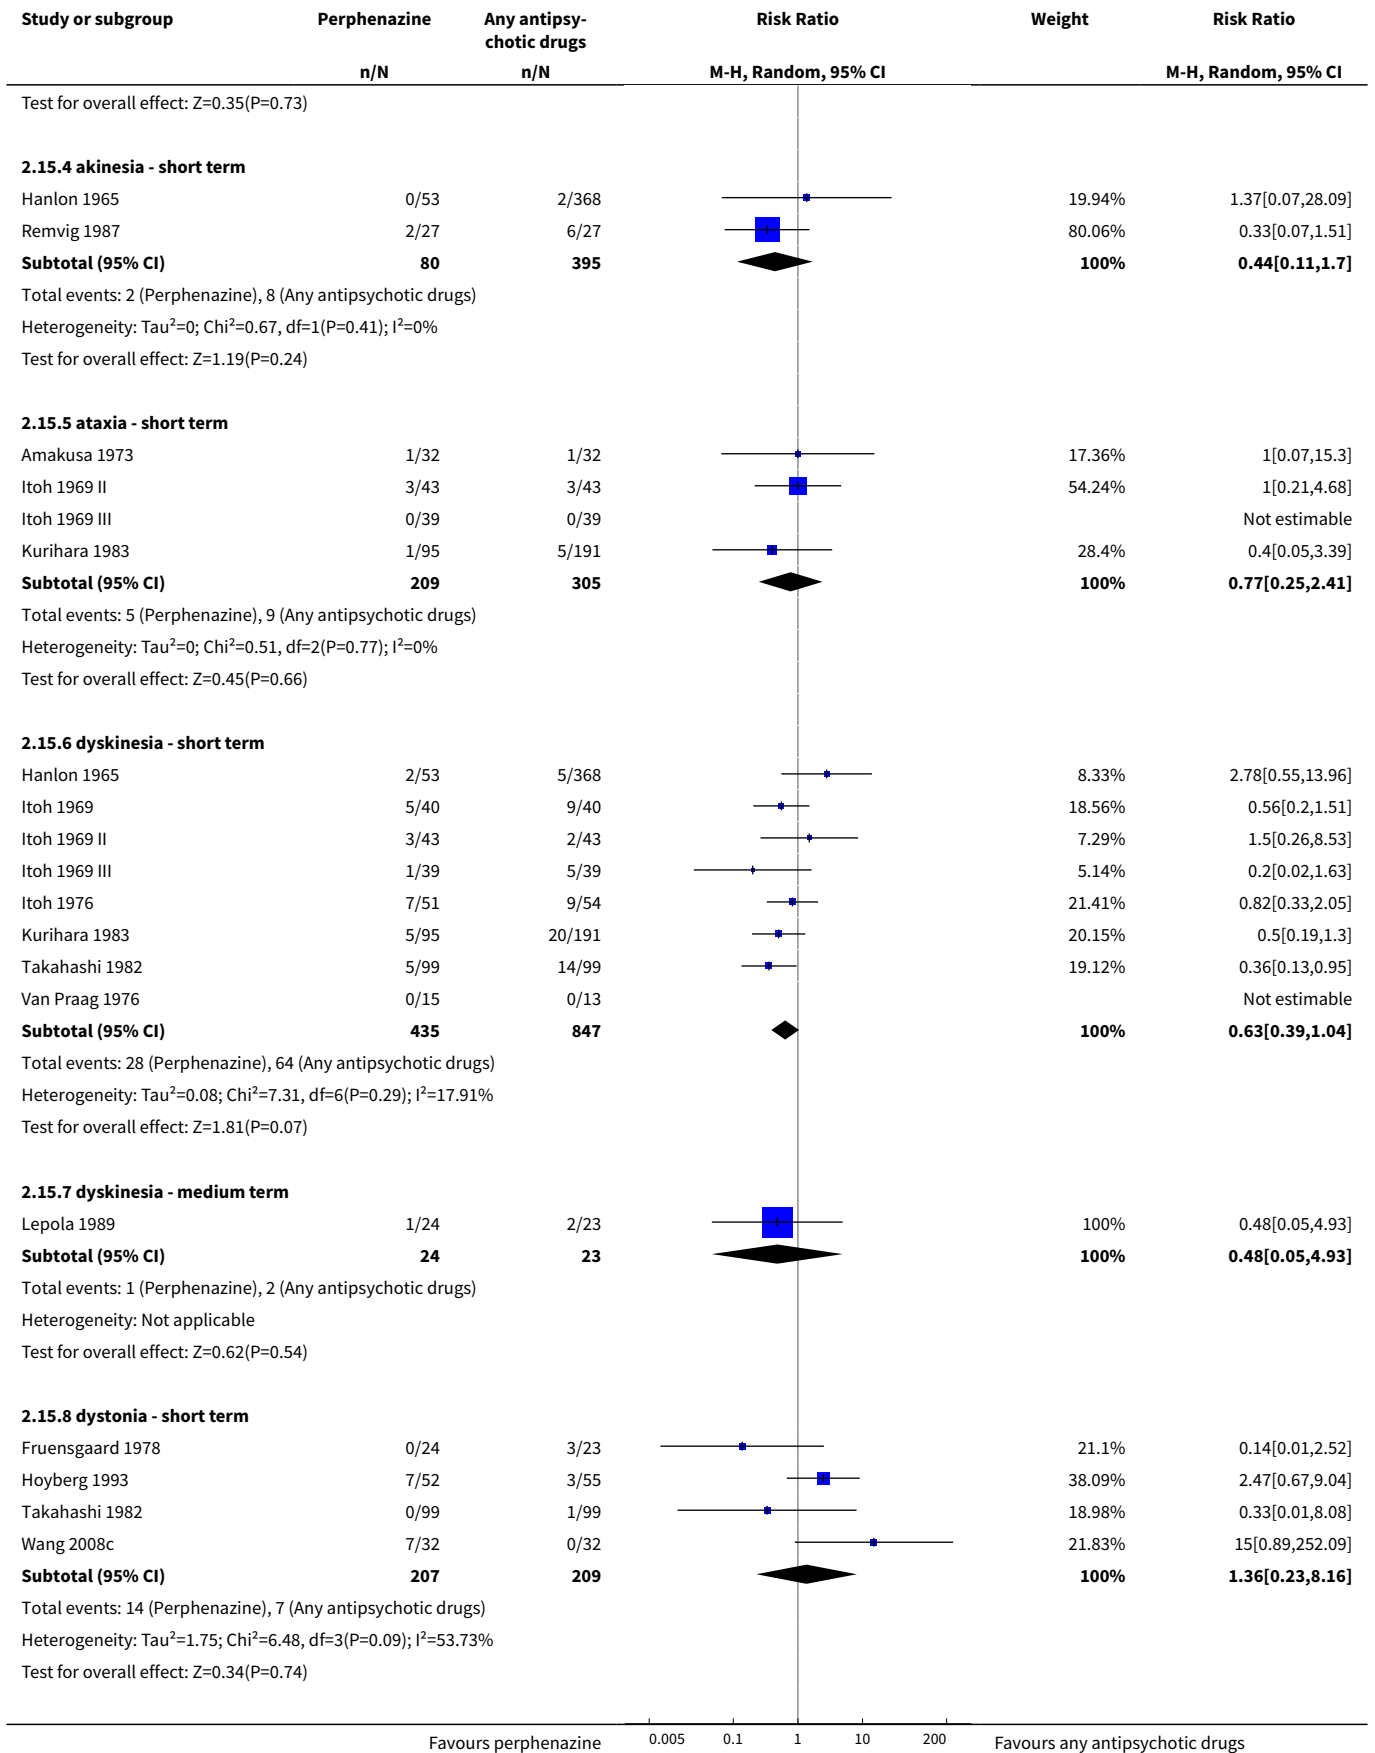 Study or subgroup Perphenazine Any antipsy- Risk Ratio Weight Risk Ratio
chotic drugs
n/N n/N M-H, Random, 95% CI M-H, Random, 95% CI
Test for overall effect: Z=0.35(P=0.73)
2.15.4 akinesia - short term
Hanlon 1965 0/53 2/368 19.94% 1.37[0.07,28.09]
Remvig 1987 2/27 6/27 80.06% 0.33[0.07,1.51]
Subtotal (95% CI) 80 395 100% 0.44[0.11,1.7]
Total events: 2 (Perphenazine), 8 (Any antipsychotic drugs)
Heterogeneity: Tau²=0; Chi²=0.67, df=1(P=0.41); I²=0%
Test for overall effect: Z=1.19(P=0.24)
2.15.5 ataxia - short term
Amakusa 1973 1/32 1/32 17.36% 1[0.07,15.3]
Itoh 1969 II 3/43 3/43 54.24% 1[0.21,4.68]
Itoh 1969 III 0/39 0/39 Not estimable
Kurihara 1983 1/95 5/191 28.4% 0.4[0.05,3.39]
Subtotal (95% CI) 209 305 100% 0.77[0.25,2.41]
Total events: 5 (Perphenazine), 9 (Any antipsychotic drugs)
Heterogeneity: Tau²=0; Chi²=0.51, df=2(P=0.77); I²=0%
Test for overall effect: Z=0.45(P=0.66)
2.15.6 dyskinesia - short term
Hanlon 1965 2/53 5/368 8.33% 2.78[0.55,13.96]
Itoh 1969 5/40 9/40 18.56% 0.56[0.2,1.51]
Itoh 1969 II 3/43 2/43 7.29% 1.5[0.26,8.53]
Itoh 1969 III 1/39 5/39 5.14% 0.2[0.02,1.63]
Itoh 1976 7/51 9/54 21.41% 0.82[0.33,2.05]
Kurihara 1983 5/95 20/191 20.15% 0.5[0.19,1.3]
Takahashi 1982 5/99 14/99 19.12% 0.36[0.13,0.95]
Van Praag 1976 0/15 0/13 Not estimable
Subtotal (95% CI) 435 847 100% 0.63[0.39,1.04]
Total events: 28 (Perphenazine), 64 (Any antipsychotic drugs)
Heterogeneity: Tau²=0.08; Chi²=7.31, df=6(P=0.29); I²=17.91%
Test for overall effect: Z=1.81(P=0.07)
2.15.7 dyskinesia - medium term
Lepola 1989 1/24 2/23 100% 0.48[0.05,4.93]
Subtotal (95% CI) 24 23 100% 0.48[0.05,4.93]
Total events: 1 (Perphenazine), 2 (Any antipsychotic drugs)
Heterogeneity: Not applicable
Test for overall effect: Z=0.62(P=0.54)
2.15.8 dystonia - short term
Fruensgaard 1978 0/24 3/23 21.1% 0.14[0.01,2.52]
Hoyberg 1993 7/52 3/55 38.09% 2.47[0.67,9.04]
Takahashi 1982 0/99 1/99 18.98% 0.33[0.01,8.08]
Wang 2008c 7/32 0/32 21.83% 15[0.89,252.09]
Subtotal (95% CI) 207 209 100% 1.36[0.23,8.16]
Total events: 14 (Perphenazine), 7 (Any antipsychotic drugs)
Heterogeneity: Tau²=1.75; Chi²=6.48, df=3(P=0.09); I²=53.73%
Test for overall effect: Z=0.34(P=0.74)
Favours perphenazine 0.005 0.1 1 10 200 Favours any antipsychotic drugs